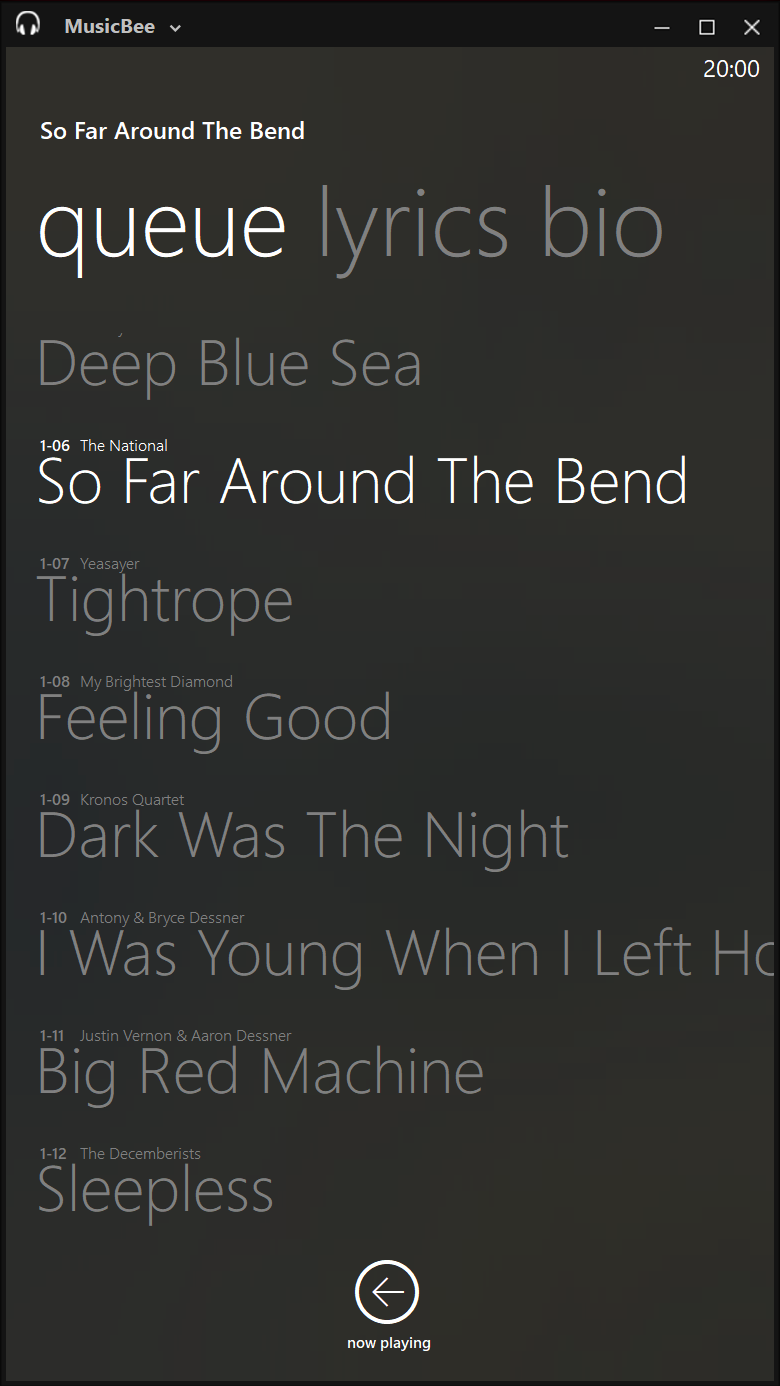 MusicBee
20:00
So Far Around The Bend
queue lyrics bio
Deep Blue Sea
1-06 The National
So Far Around The Bend
1-07 Yeasayer
Tightrope
1-08 My Brightest Diamond
Feeling Good
1-09 Kronos Quartet
Dark Was The Night
1-10 Antony & Bryce Dessner
I Was Young When I Left
1-11 Justin Vernon & Aaron Dessner
Big Red Machine
1-12 The Decemberists
Sleepless
now playing